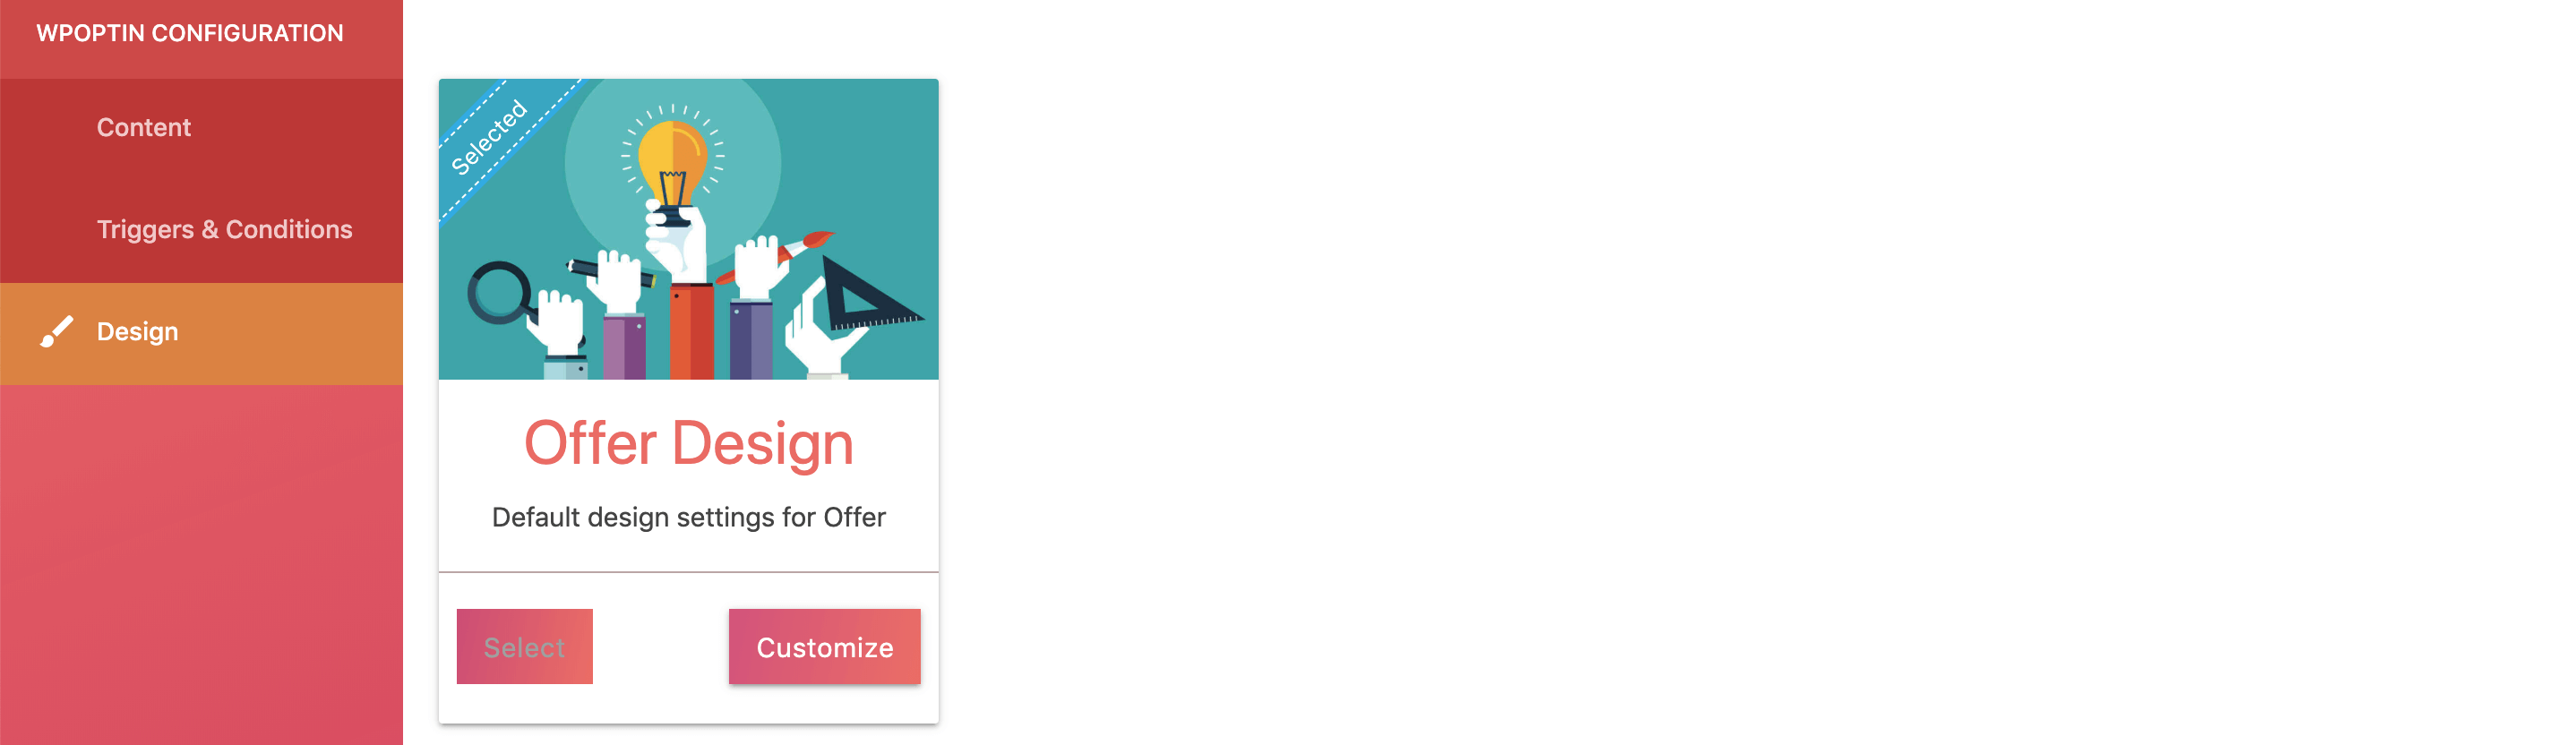 WPOPTIN CONFIGURATION
Content
Triggers & Conditions
Design
Selected
Offer Design
Default design settings for Offer
Select
Customize